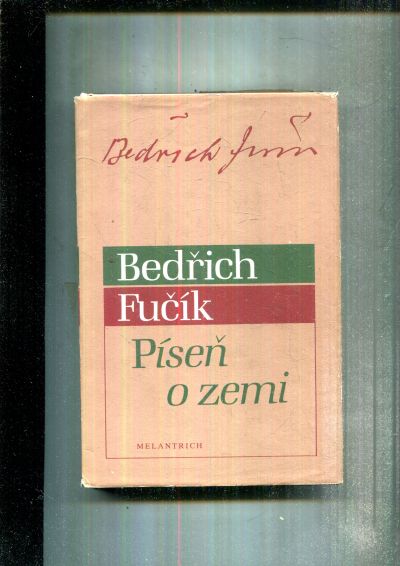 Bedřich Fučík
Bedřich
Fučík
Píseň
o zemi
MELANTRICH